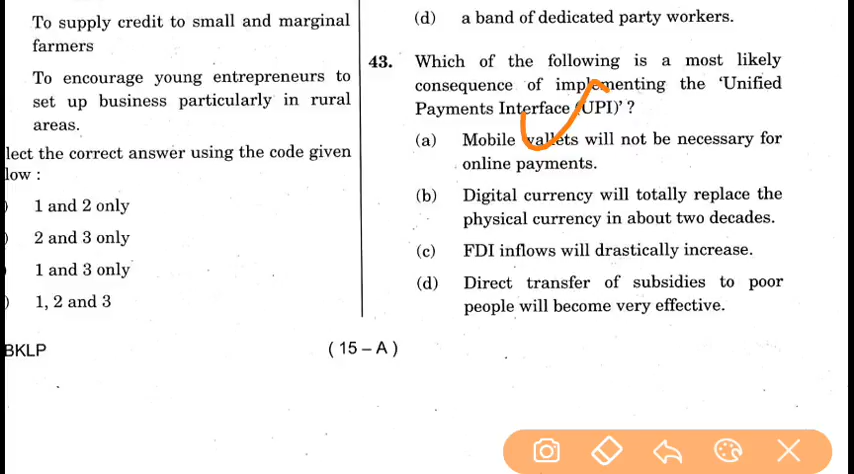 To supply credit to small and marginal
farmers
To encourage young entrepreneurs to
set up business particularly in rural
areas.
lect the correct answer using the code given
low :
) 1 and 2 only
) 2 and 3 only
1 and 3 only
) 1, 2 and 3
(d) a band of dedicated party workers.
43. Which of the following is a most likely
consequence of implementing the ‘Unified
Payments Interface (UPI)’ ?
(a) Mobile wallets will not be necessary for
online payments.
(b) Digital currency will totally replace the
physical currency in about two decades.
(c) FDI inflows will drastically increase.
(d) Direct transfer of subsidies to poor
people will become very effective.
BKLP
( 15 – A )